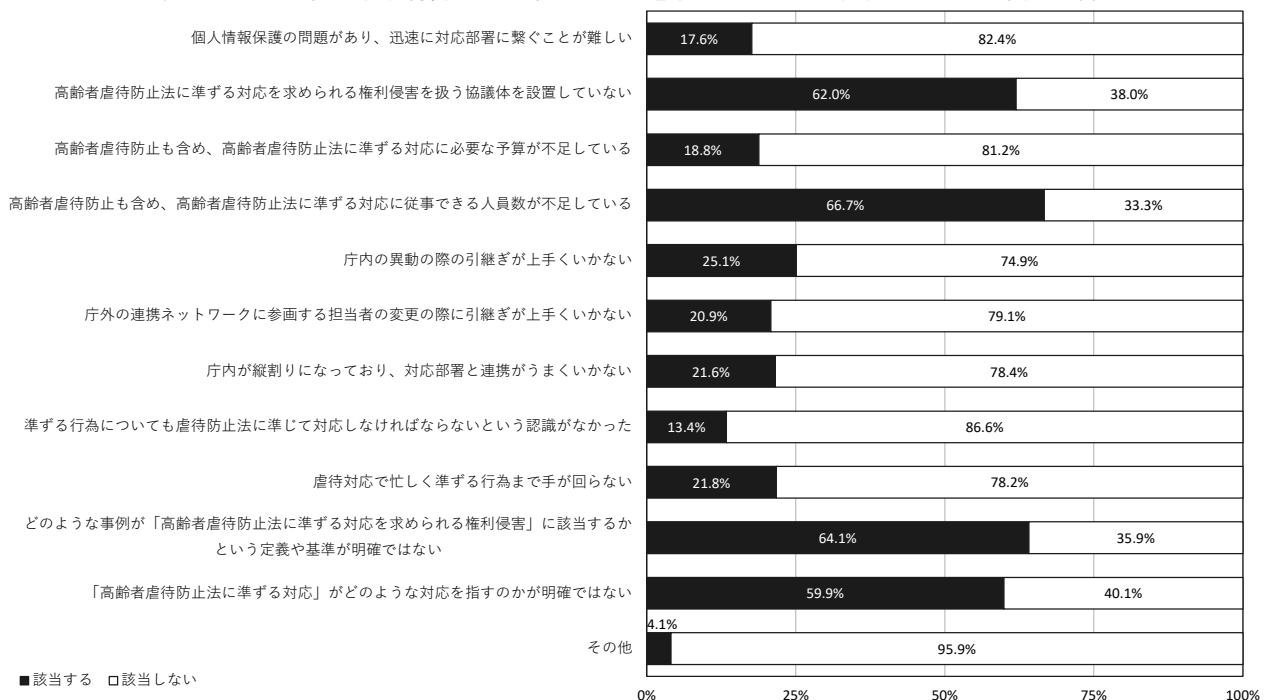 個人情報保護の問題があり、迅速に対応部署に繋ぐことが難しい
17.6%
82.4%
高齢者虐待防止法に準ずる対応を求められる権利侵害を扱う協議体を設置していない
62.0%
38.0%
高齢者虐待防止も含め、高齢者虐待防止法に準ずる対応に必要な予算が不足している
18.8%
81.2%
高齢者虐待防止も含め、高齢者虐待防止法に準ずる対応に従事できる人員数が不足している
66.7%
33.3%
庁内の異動の際の引継ぎが上手くいかない
25.1%
74.9%
庁外の連携ネットワークに参画する担当者の変更の際に引継ぎが上手くいかない
20.9%
79.1%
庁内が縦割りになっており、対応部署と連携がうまくいかない
21.6%
78.4%
準ずる行為についても虐待防止法に準じて対応しなければならないという認識がなかった
13.4%
86.6%
虐待対応で忙しく準ずる行為まで手が回らない
21.8%
78.2%
どのような事例が「高齢者虐待防止法に準ずる対応を求められる権利侵害」に該当するか
という定義や基準が明確ではない
64.1%
35.9%
「高齢者虐待防止法に準ずる対応」がどのような対応を指すのかが明確ではない
59.9%
40.1%
その他
4.1%
95.9%
■該当する □該当しない
0% 25% 50% 75% 100%